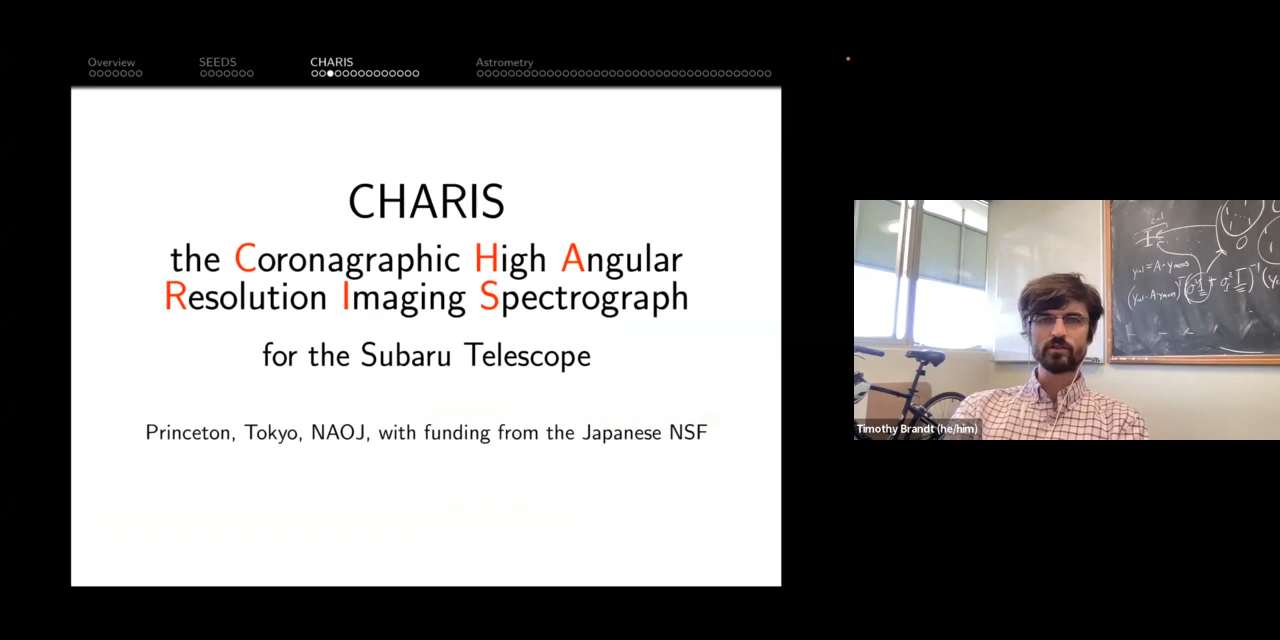 Overview SEEDS CHARIS Astrometry
CHARIS
the Coronagraphic High Angular
Resolution Imaging Spectrograph
for the Subaru Telescope
Princeton, Tokyo, NAOJ, with funding from the Japanese NSF
Timothy Brandt (he/him)